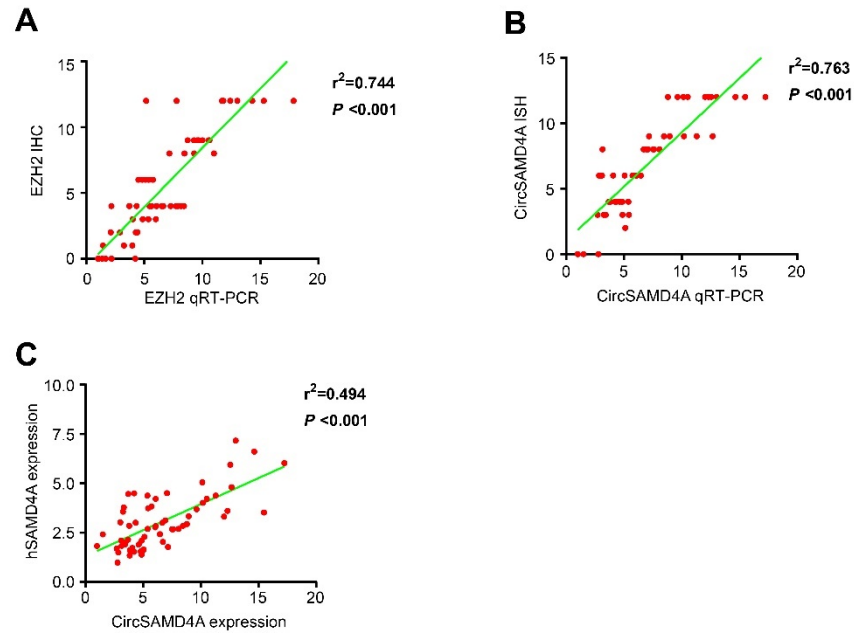 A
EZH2 IHC
15
10
5
0
0 5 10 15 20
EZH2 qRT-PCR
r²=0.744
P <0.001
B
CircSAMD4A ISH
15
10
5
0
0 5 10 15 20
CircSAMD4A qRT-PCR
r²=0.763
P <0.001
C
hSAMD4A expression
10.0
7.5
5.0
2.5
0.0
0 5 10 15 20
CircSAMD4A expression
r²=0.494
P <0.001